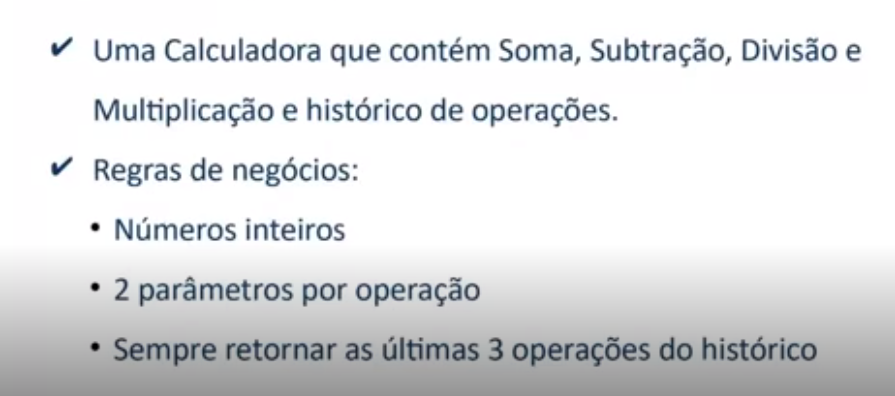 ✔ Uma Calculadora que contém Soma, Subtração, Divisão e
Multiplicação e histórico de operações.
✔ Regras de negócios:
• Números inteiros
• 2 parâmetros por operação
• Sempre retornar as últimas 3 operações do histórico